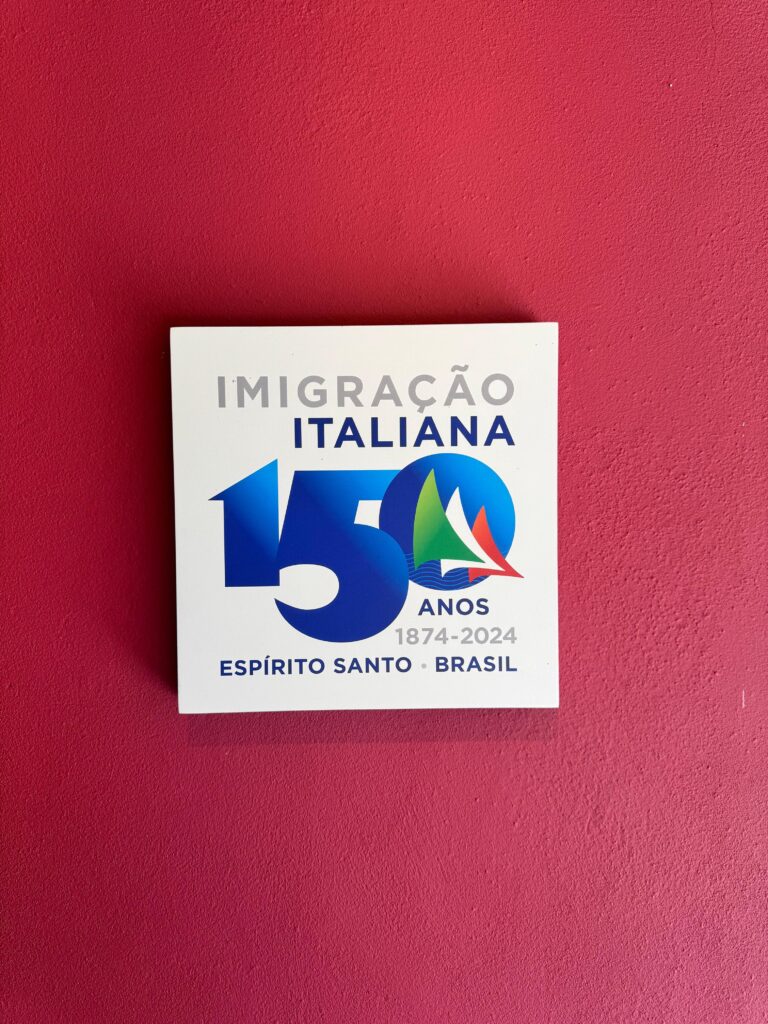 IMIGRAÇÃO
ITALIANA
150
ANOS
1874-2024
ESPÍRITO SANTO • BRASIL